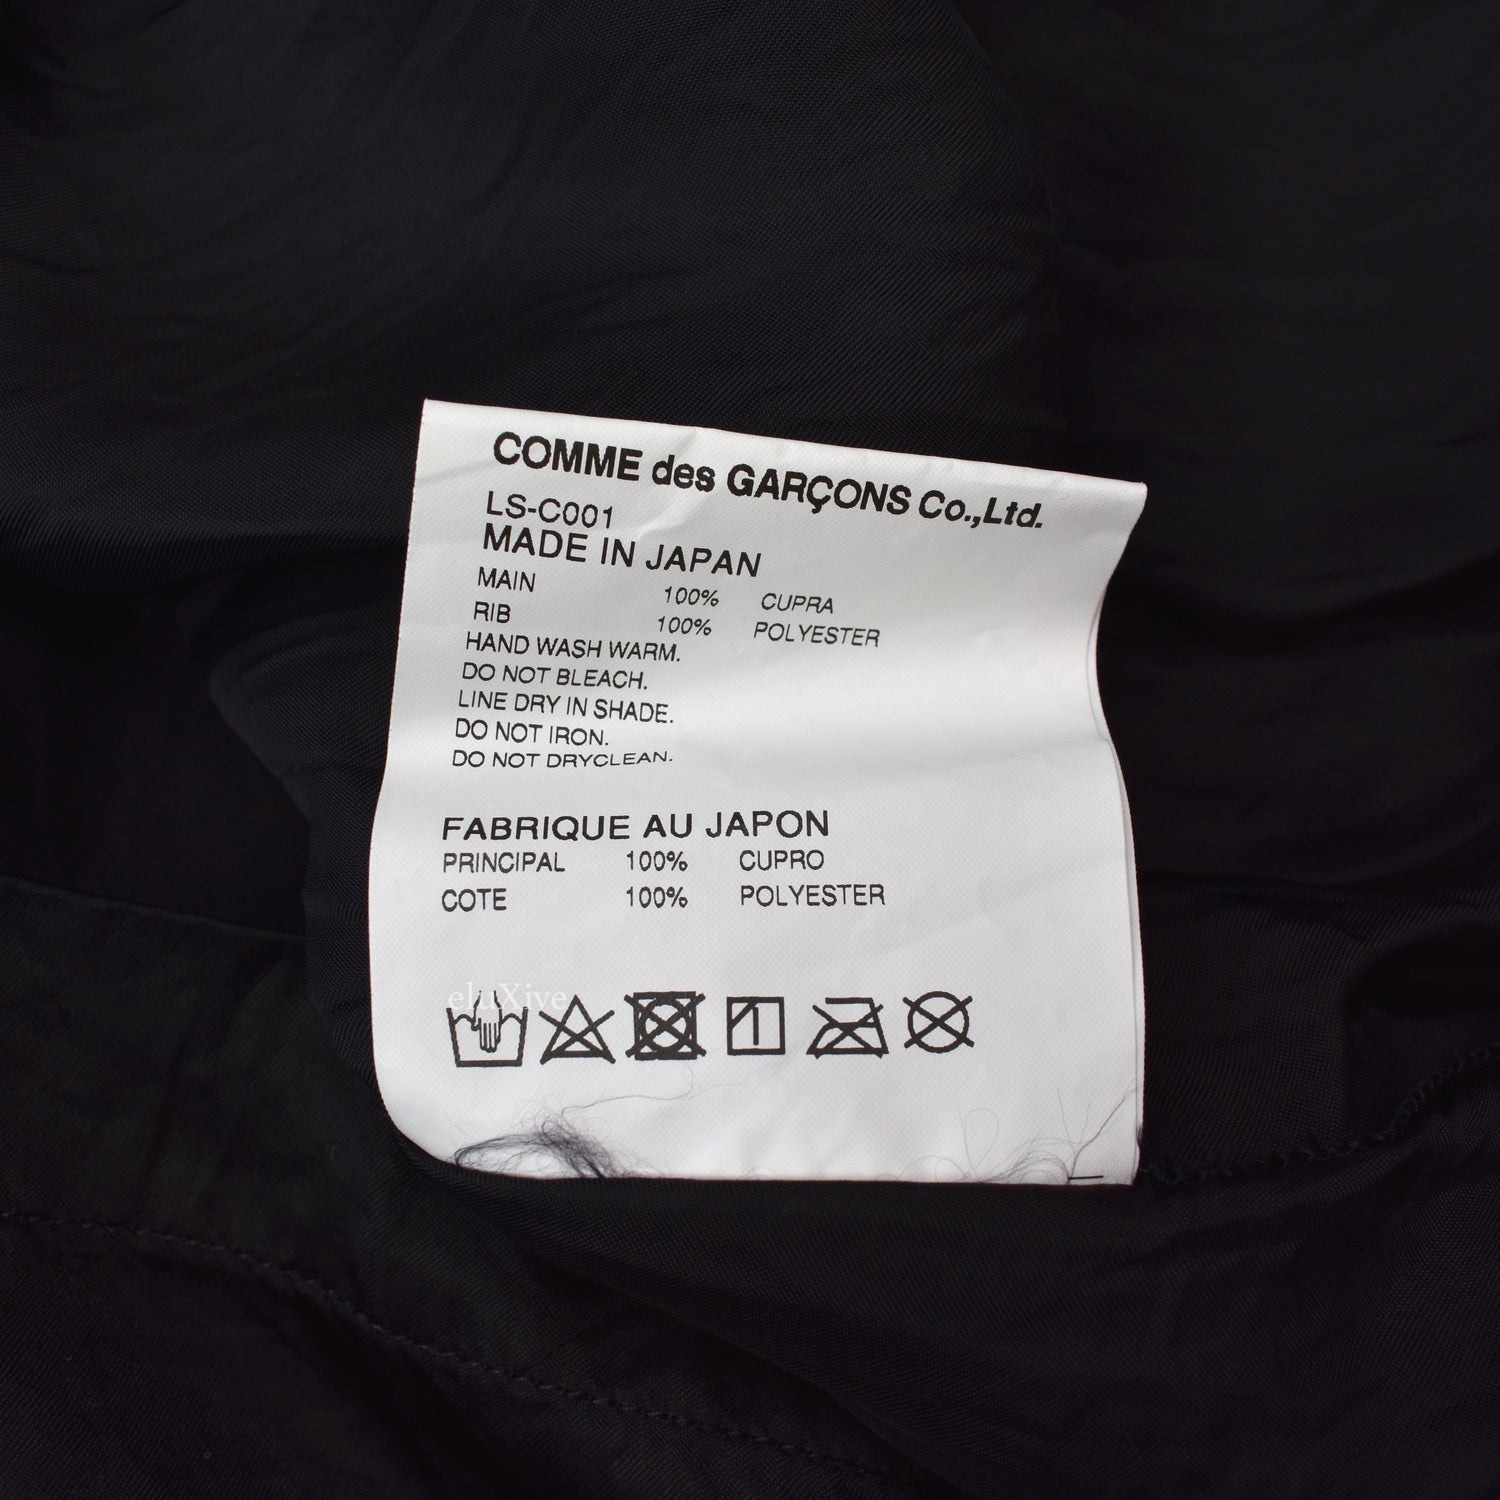 COMME des GARÇONS Co.,Ltd.
LS-C001
MADE IN JAPAN
MAIN 100% CUPRA
RIB 100% POLYESTER
HAND WASH WARM.
DO NOT BLEACH.
LINE DRY IN SHADE.
DO NOT IRON.
DO NOT DRYCLEAN.
FABRIQUE AU JAPON
PRINCIPAL 100% CUPRO
COTE 100% POLYESTER
eluXive